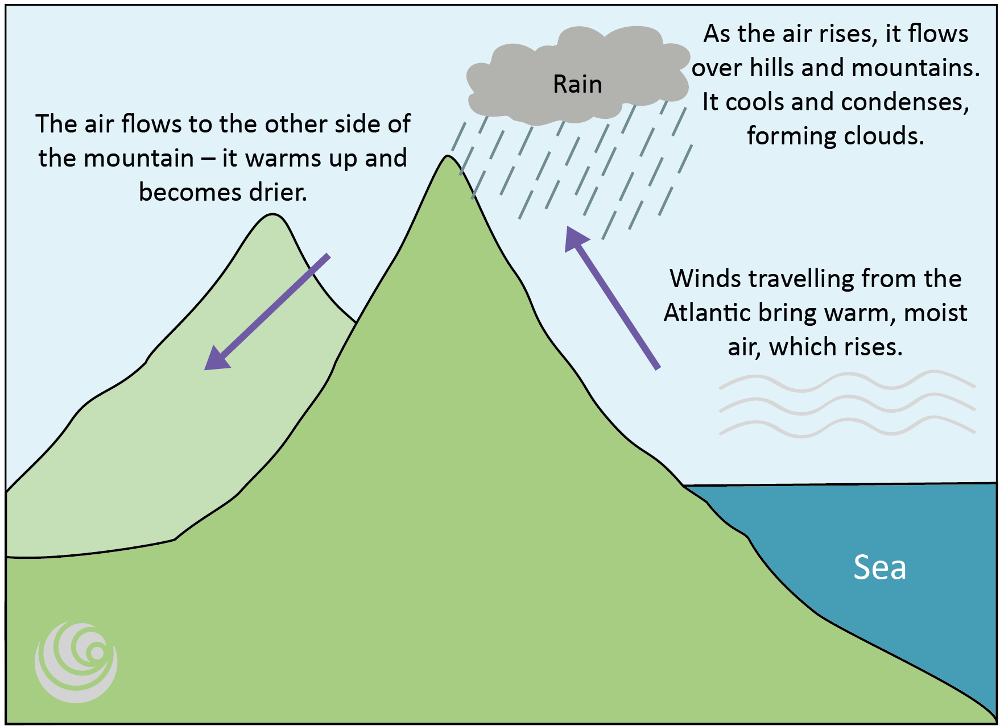 As the air rises, it flows
over hills and mountains.
It cools and condenses,
forming clouds.
Rain
The air flows to the other side of
the mountain – it warms up and
becomes drier.
Winds travelling from the
Atlantic bring warm, moist
air, which rises.
Sea